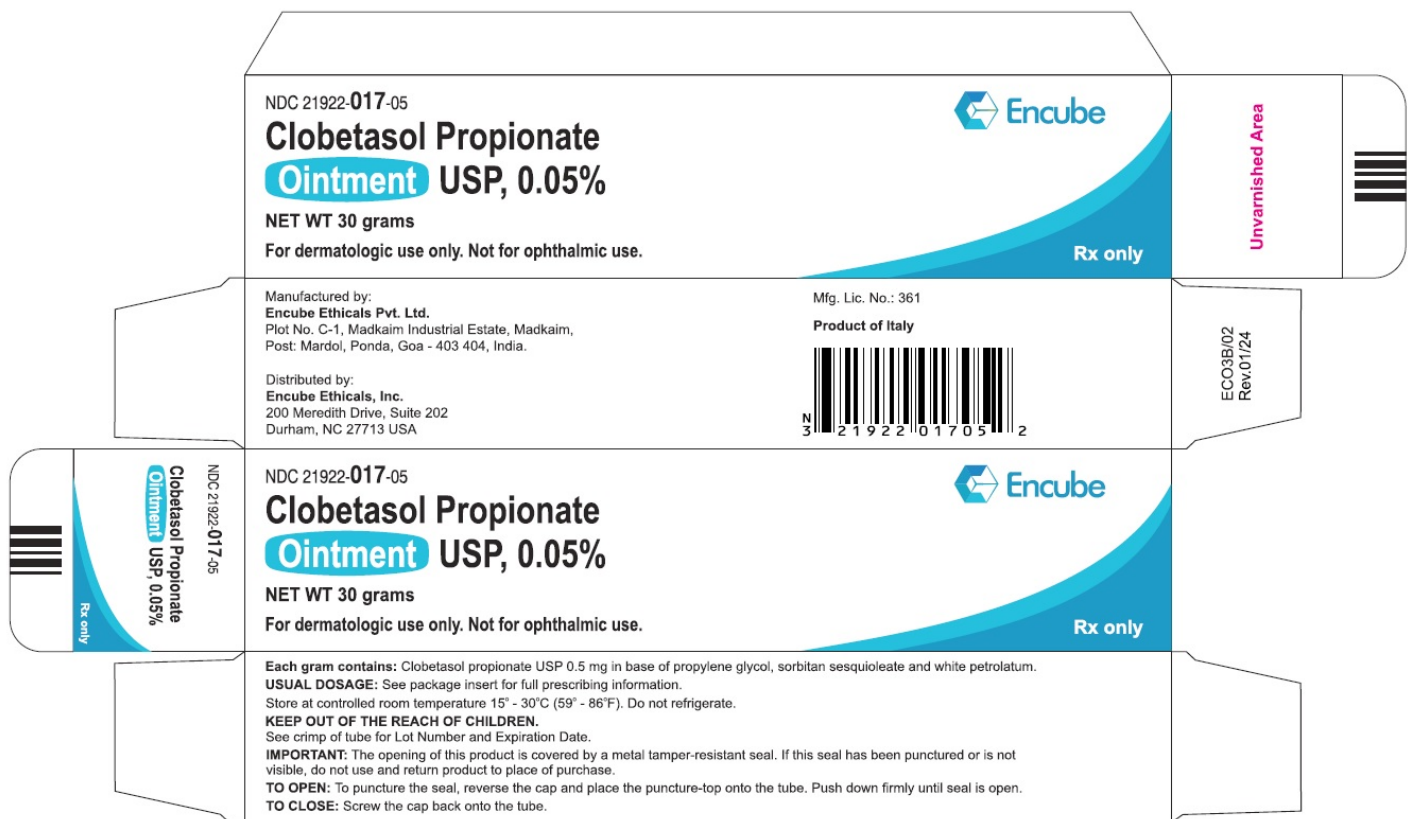 NDC 21922-017-05
Clobetasol Propionate
Ointment USP, 0.05%
NET WT 30 grams
For dermatologic use only. Not for ophthalmic use.
Encube
Rx only
Unvarnished Area
Manufactured by:
Encube Ethicals Pvt. Ltd.
Plot No. C-1, Madkaim Industrial Estate, Madkaim,
Post: Mardol, Ponda, Goa - 403 404, India.
Distributed by:
Encube Ethicals, Inc.
200 Meredith Drive, Suite 202
Durham, NC 27713 USA
Mfg. Lic. No.: 361
Product of Italy
N
3 21922 01705 2
ECO3B/02
Rev.01/24
NDC 21922-017-05
Clobetasol Propionate
Ointment USP, 0.05%
Rx only
NDC 21922-017-05
Clobetasol Propionate
Ointment USP, 0.05%
NET WT 30 grams
For dermatologic use only. Not for ophthalmic use.
Encube
Rx only
Each gram contains: Clobetasol propionate USP 0.5 mg in base of propylene glycol, sorbitan sesquioleate and white petrolatum.
USUAL DOSAGE: See package insert for full prescribing information.
Store at controlled room temperature 15° - 30°C (59° - 86°F). Do not refrigerate.
KEEP OUT OF THE REACH OF CHILDREN.
See crimp of tube for Lot Number and Expiration Date.
IMPORTANT: The opening of this product is covered by a metal tamper-resistant seal. If this seal has been punctured or is not
visible, do not use and return product to place of purchase.
TO OPEN: To puncture the seal, reverse the cap and place the puncture-top onto the tube. Push down firmly until seal is open.
TO CLOSE: Screw the cap back onto the tube.